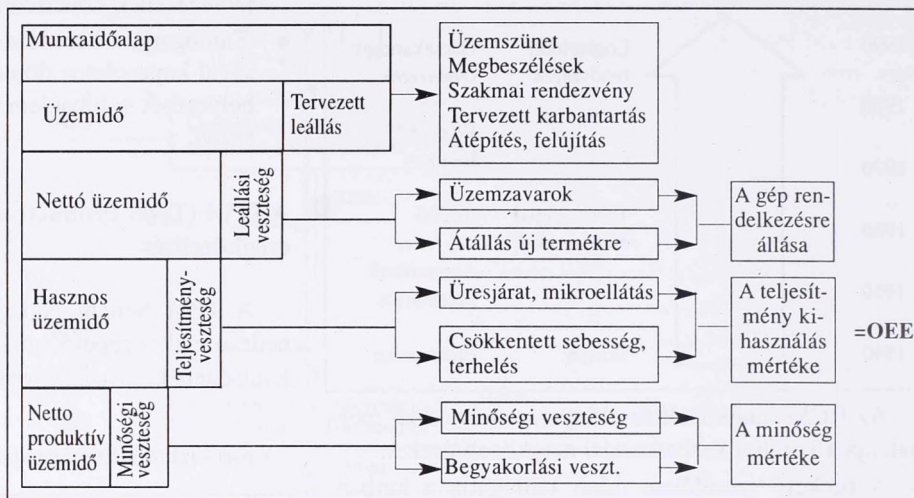 Munkaidőalap
Üzemidő
Tervezett
leállás
Üzemszünet
Megbeszélések
Szakmai rendezvény
Tervezett karbantartás
Átépítés, felújítás
Nettó üzemidő
Leállási
veszteség
Üzemzavarok
Átállás új termékre
A gép ren-
delkezésre
állása
Hasznos
üzemidő
Teljesítmény-
veszteség
Üresjárat, mikroellátás
Csökkentett sebesség,
terhelés
A teljesít-
mény ki-
használás
mértéke
=OEE
Netto
produktív
üzemidő
Minőségi
veszteség
Minőségi veszteség
Begyakorlási veszt.
A minőség
mértéke